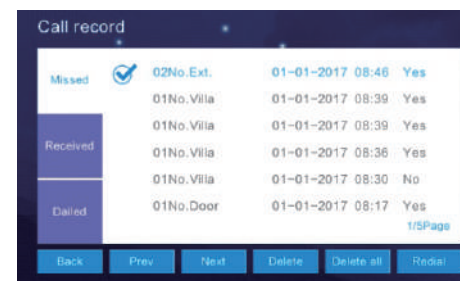 Call record
Missed
02No.Ext. 01-01-2017 08:46 Yes
01No.Villa 01-01-2017 08:39 Yes
01No.Villa 01-01-2017 08:39 Yes
Received
01No.Villa 01-01-2017 08:36 Yes
01No.Villa 01-01-2017 08:30 No
Dailed
01No.Door 01-01-2017 08:17 Yes
1/5Page
Back Prev Next Delete Delete all Redial